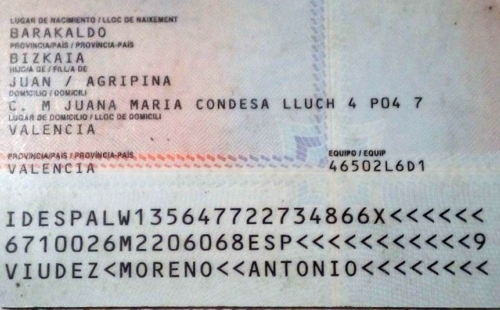 LUGAR DE NACIMIENTO / LLOC DE NAIXEMENT
BARAKALDO
PROVINCIA/PAÍS / PROVÍNCIA-PAÍS
BIZKAIA
HIJO/A DE / FILL/A DE
JUAN / AGRIPINA
DOMICILIO / DOMICILI
C. M JUANA MARIA CONDESA LLUCH 4 P04 7
LUGAR DE DOMICILIO / LLOC DE DOMICILI
VALENCIA
PROVINCIA/PAÍS / PROVÍNCIA-PAÍS EQUIPO / EQUIP
VALENCIA 46502L6D1
IDESPALW135647722734866X<<<<<<
6710026M2206068ESP<<<<<<<<<<<9
VIUDEZ<MORENO<<ANTONIO<<<<<<<<